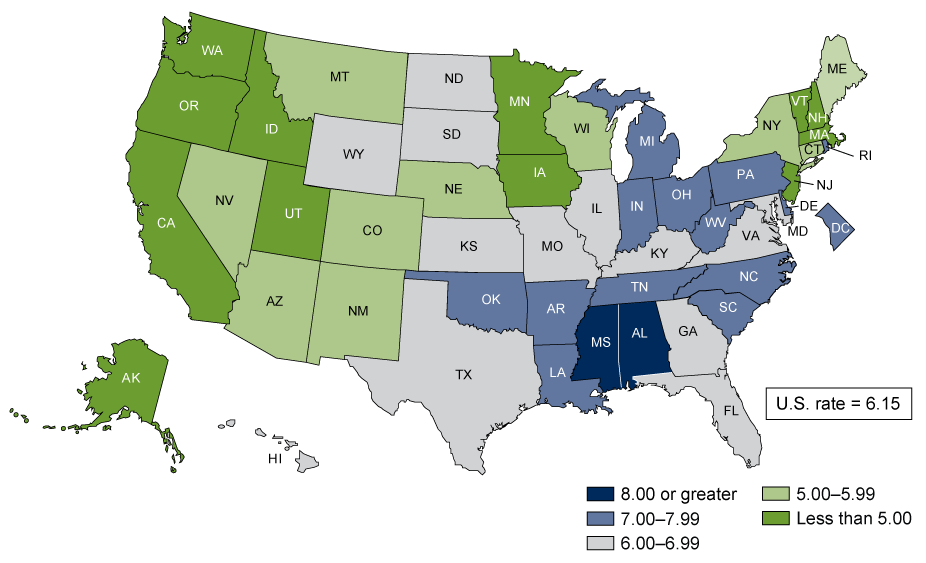 WA
MT
ND
MN
ME
VT
OR
ID
SD
WI
NY
NH
MA
CT
MI
RI
WY
IA
PA
NJ
NE
OH
NV
IL
IN
DE
UT
WV
CA
CO
DC
MD
VA
KS
MO
KY
NC
TN
AZ
NM
OK
AR
SC
MS
AL
GA
LA
TX
AK
FL
U.S. rate = 6.15
HI
8.00 or greater
7.00–7.99
6.00–6.99
5.00–5.99
Less than 5.00